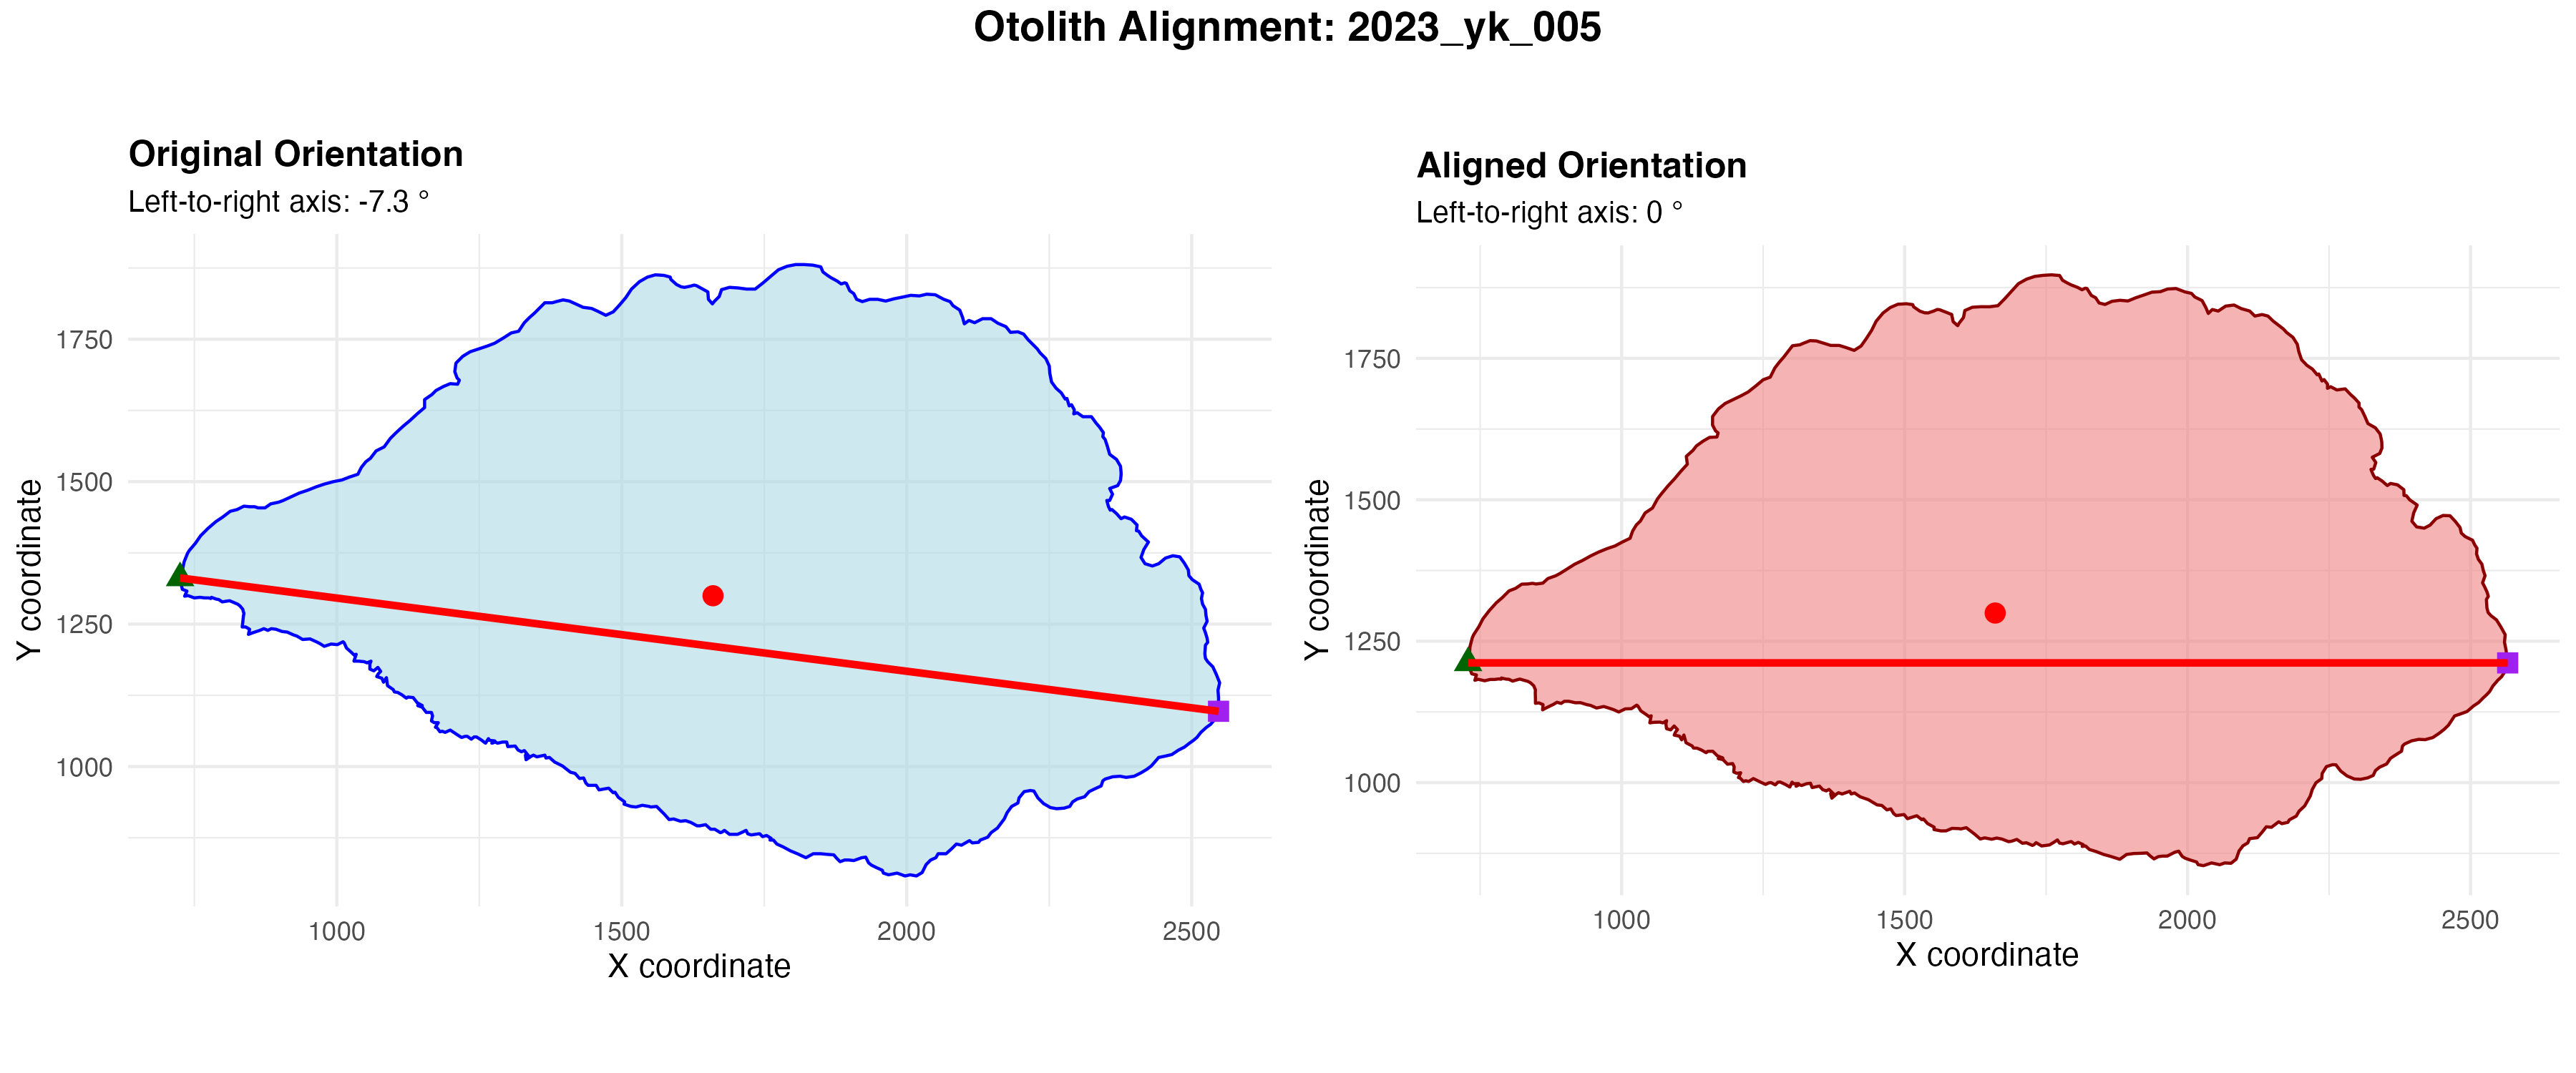 Otolith Alignment: 2023_yk_005
Original Orientation
Left-to-right axis: -7.3 °
1750
1500
1250
1000
Y coordinate
1000
1500
2000
2500
X coordinate
Aligned Orientation
Left-to-right axis: 0 °
1750
1500
1250
1000
Y coordinate
1000
1500
2000
2500
X coordinate